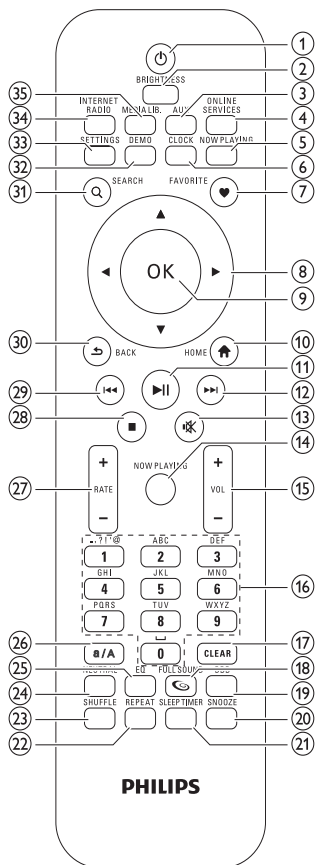 1
BRIGHTNESS
2
35
INTERNET RADIO
MEDIA LIB.
AUX
ONLINE SERVICES
3
34
4
33
SETTINGS
DEMO
CLOCK
NOW PLAYING
5
32
6
31
SEARCH
FAVORITE
7
OK
8
9
30
BACK
HOME
10
11
29
12
28
13
NOW PLAYING
14
+
+
27
RATE
VOL
15
−
−
.,?!'@
ABC
DEF
1
2
3
GHI
JKL
MNO
4
5
6
16
PQRS
TUV
WXYZ
7
8
9
26
a/A
0
CLEAR
17
25
NEUTRAL
EQ
FULL SOUND
DBB
18
24
19
23
SHUFFLE
REPEAT
SLEEP TIMER
SNOOZE
20
22
21
PHILIPS